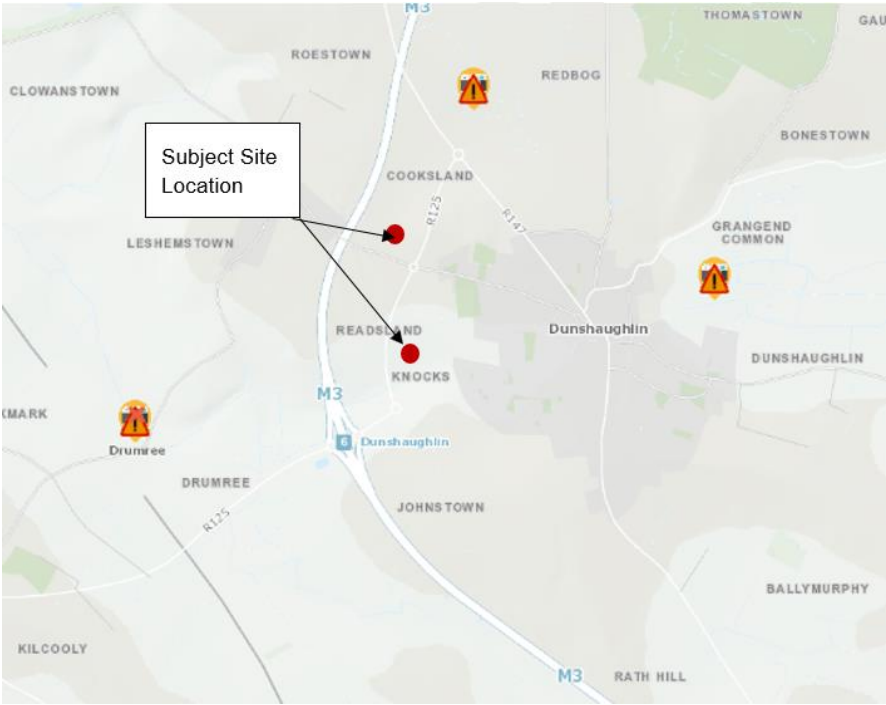 M3
THOMASTOWN
GAU
ROESTOWN
REDBOG
CLOWANSTOWN
BONESTOWN
Subject Site
Location
COOKSLAND
R125
R147
GRANGEND
COMMON
LESHEMSTOWN
READSLAND
Dunshaughlin
KNOCKS
DUNSHAUGHLIN
M3
KMARK
Drumree
6 Dunshaughlin
DRUMREE
R125
JOHNSTOWN
BALLYMURPHY
KILCOOLY
M3
RATH HILL